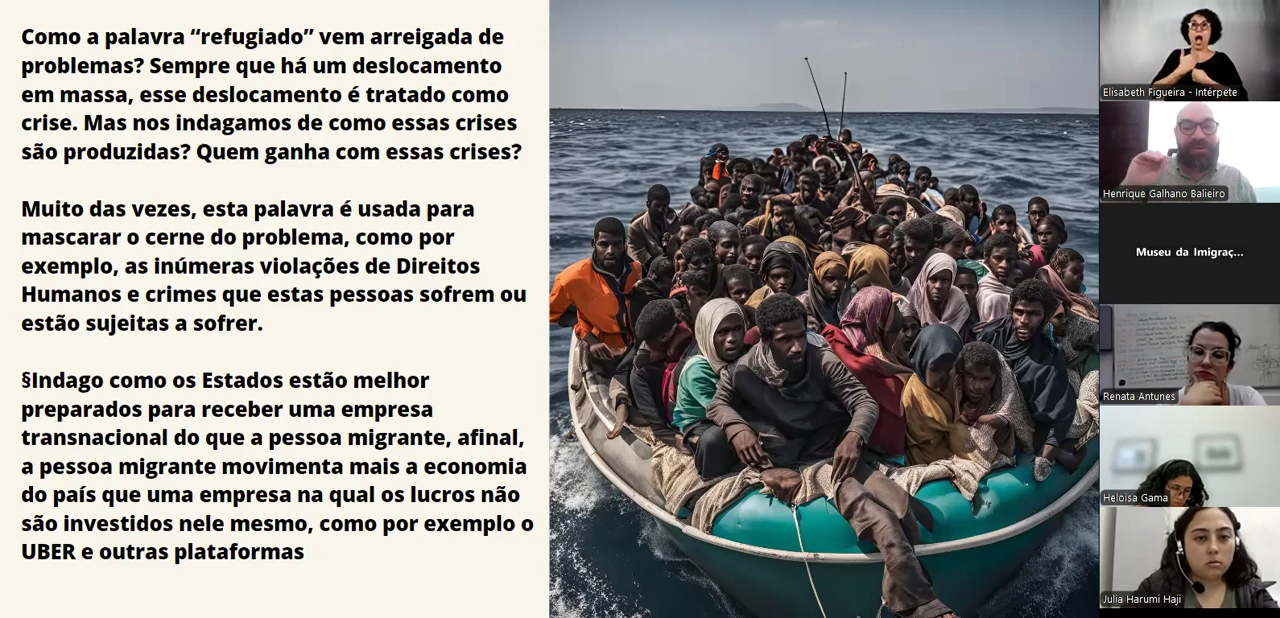 Como a palavra “refugiado” vem arreigada de
problemas? Sempre que há um deslocamento
em massa, esse deslocamento é tratado como
crise. Mas nos indagamos de como essas crises
são produzidas? Quem ganha com essas crises?
Muito das vezes, esta palavra é usada para
mascarar o cerne do problema, como por
exemplo, as inúmeras violações de Direitos
Humanos e crimes que estas pessoas sofrem ou
estão sujeitas a sofrer.
§Indago como os Estados estão melhor
preparados para receber uma empresa
transnacional do que a pessoa migrante, afinal,
a pessoa migrante movimenta mais a economia
do país que uma empresa na qual os lucros não
são investidos nele mesmo, como por exemplo o
UBER e outras plataformas
Elisabeth Figueira - Intérpete
Henrique Galhano Balieiro
Museu da Imigraç...
Renata Antunes
Heloisa Gama
Julia Harumi Haji